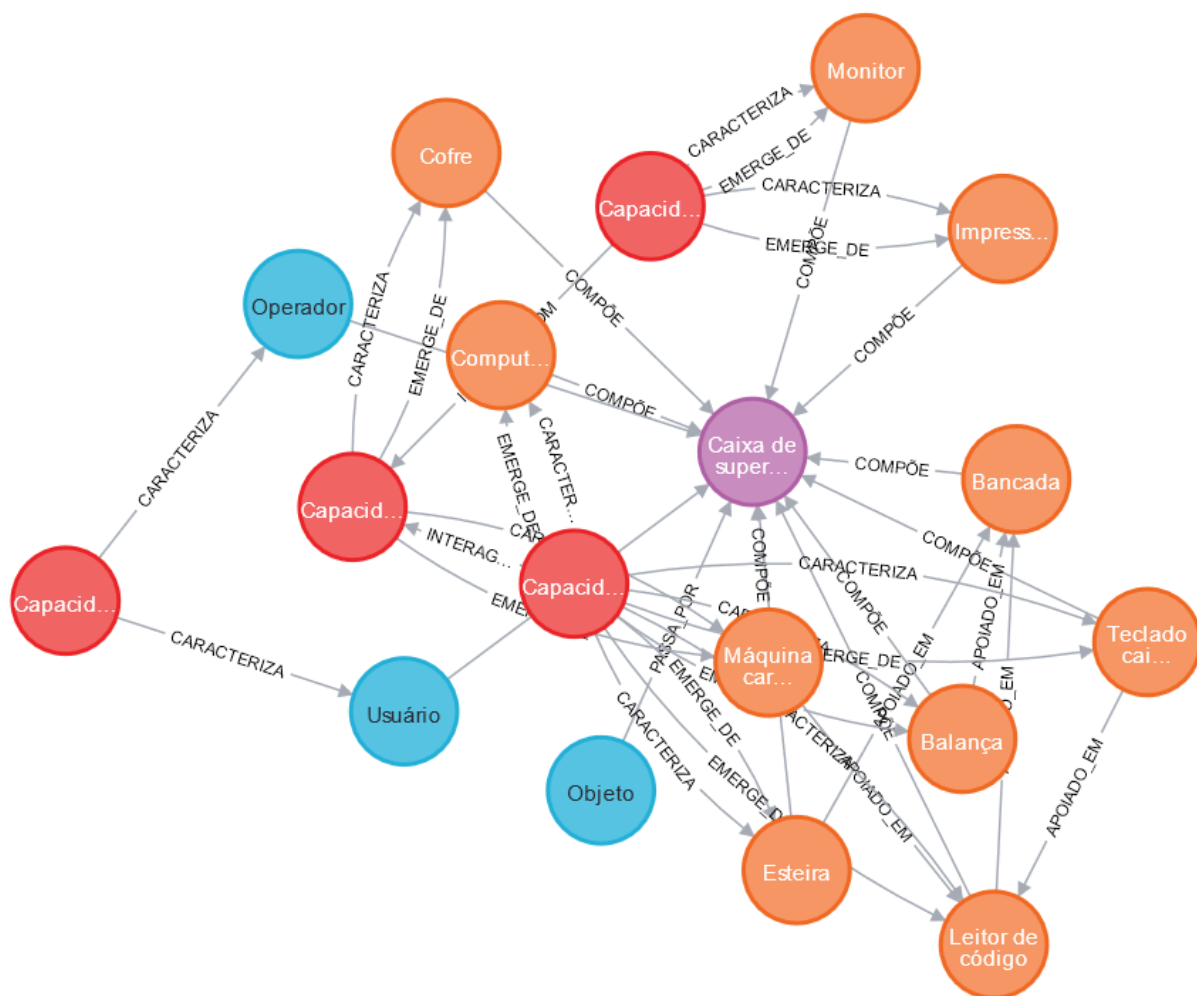 Monitor
CARACTERIZA
Cofre
EMERGE_DE
CARACTERIZA
Capacid...
Impress...
COMPÕE
EMERGE_DE
Operador
CARACTERIZA
EMERGE_DE
COMPÕE
COMPÕE
Comput...
COMPÕE
CARACTERIZA
Caixa de
super...
COMPÕE
Bancada
EMERGE_DE
CARACTER...
Capacid...
INTERAG...
Capacid...
COMPÕE
COMPÕE
CARACTERIZA
Capacid...
CARACTERIZA
PASSA_POR
COMPÕE
APOIADO_EM
Teclado
cai...
Máquina
car...
EMERGE_DE
APOIADO_EM
COMPÕE
Usuário
EMERGE_DE
Balança
CARACTERIZA
APOIADO_EM
Objeto
APOIADO_EM
Esteira
Leitor de
código